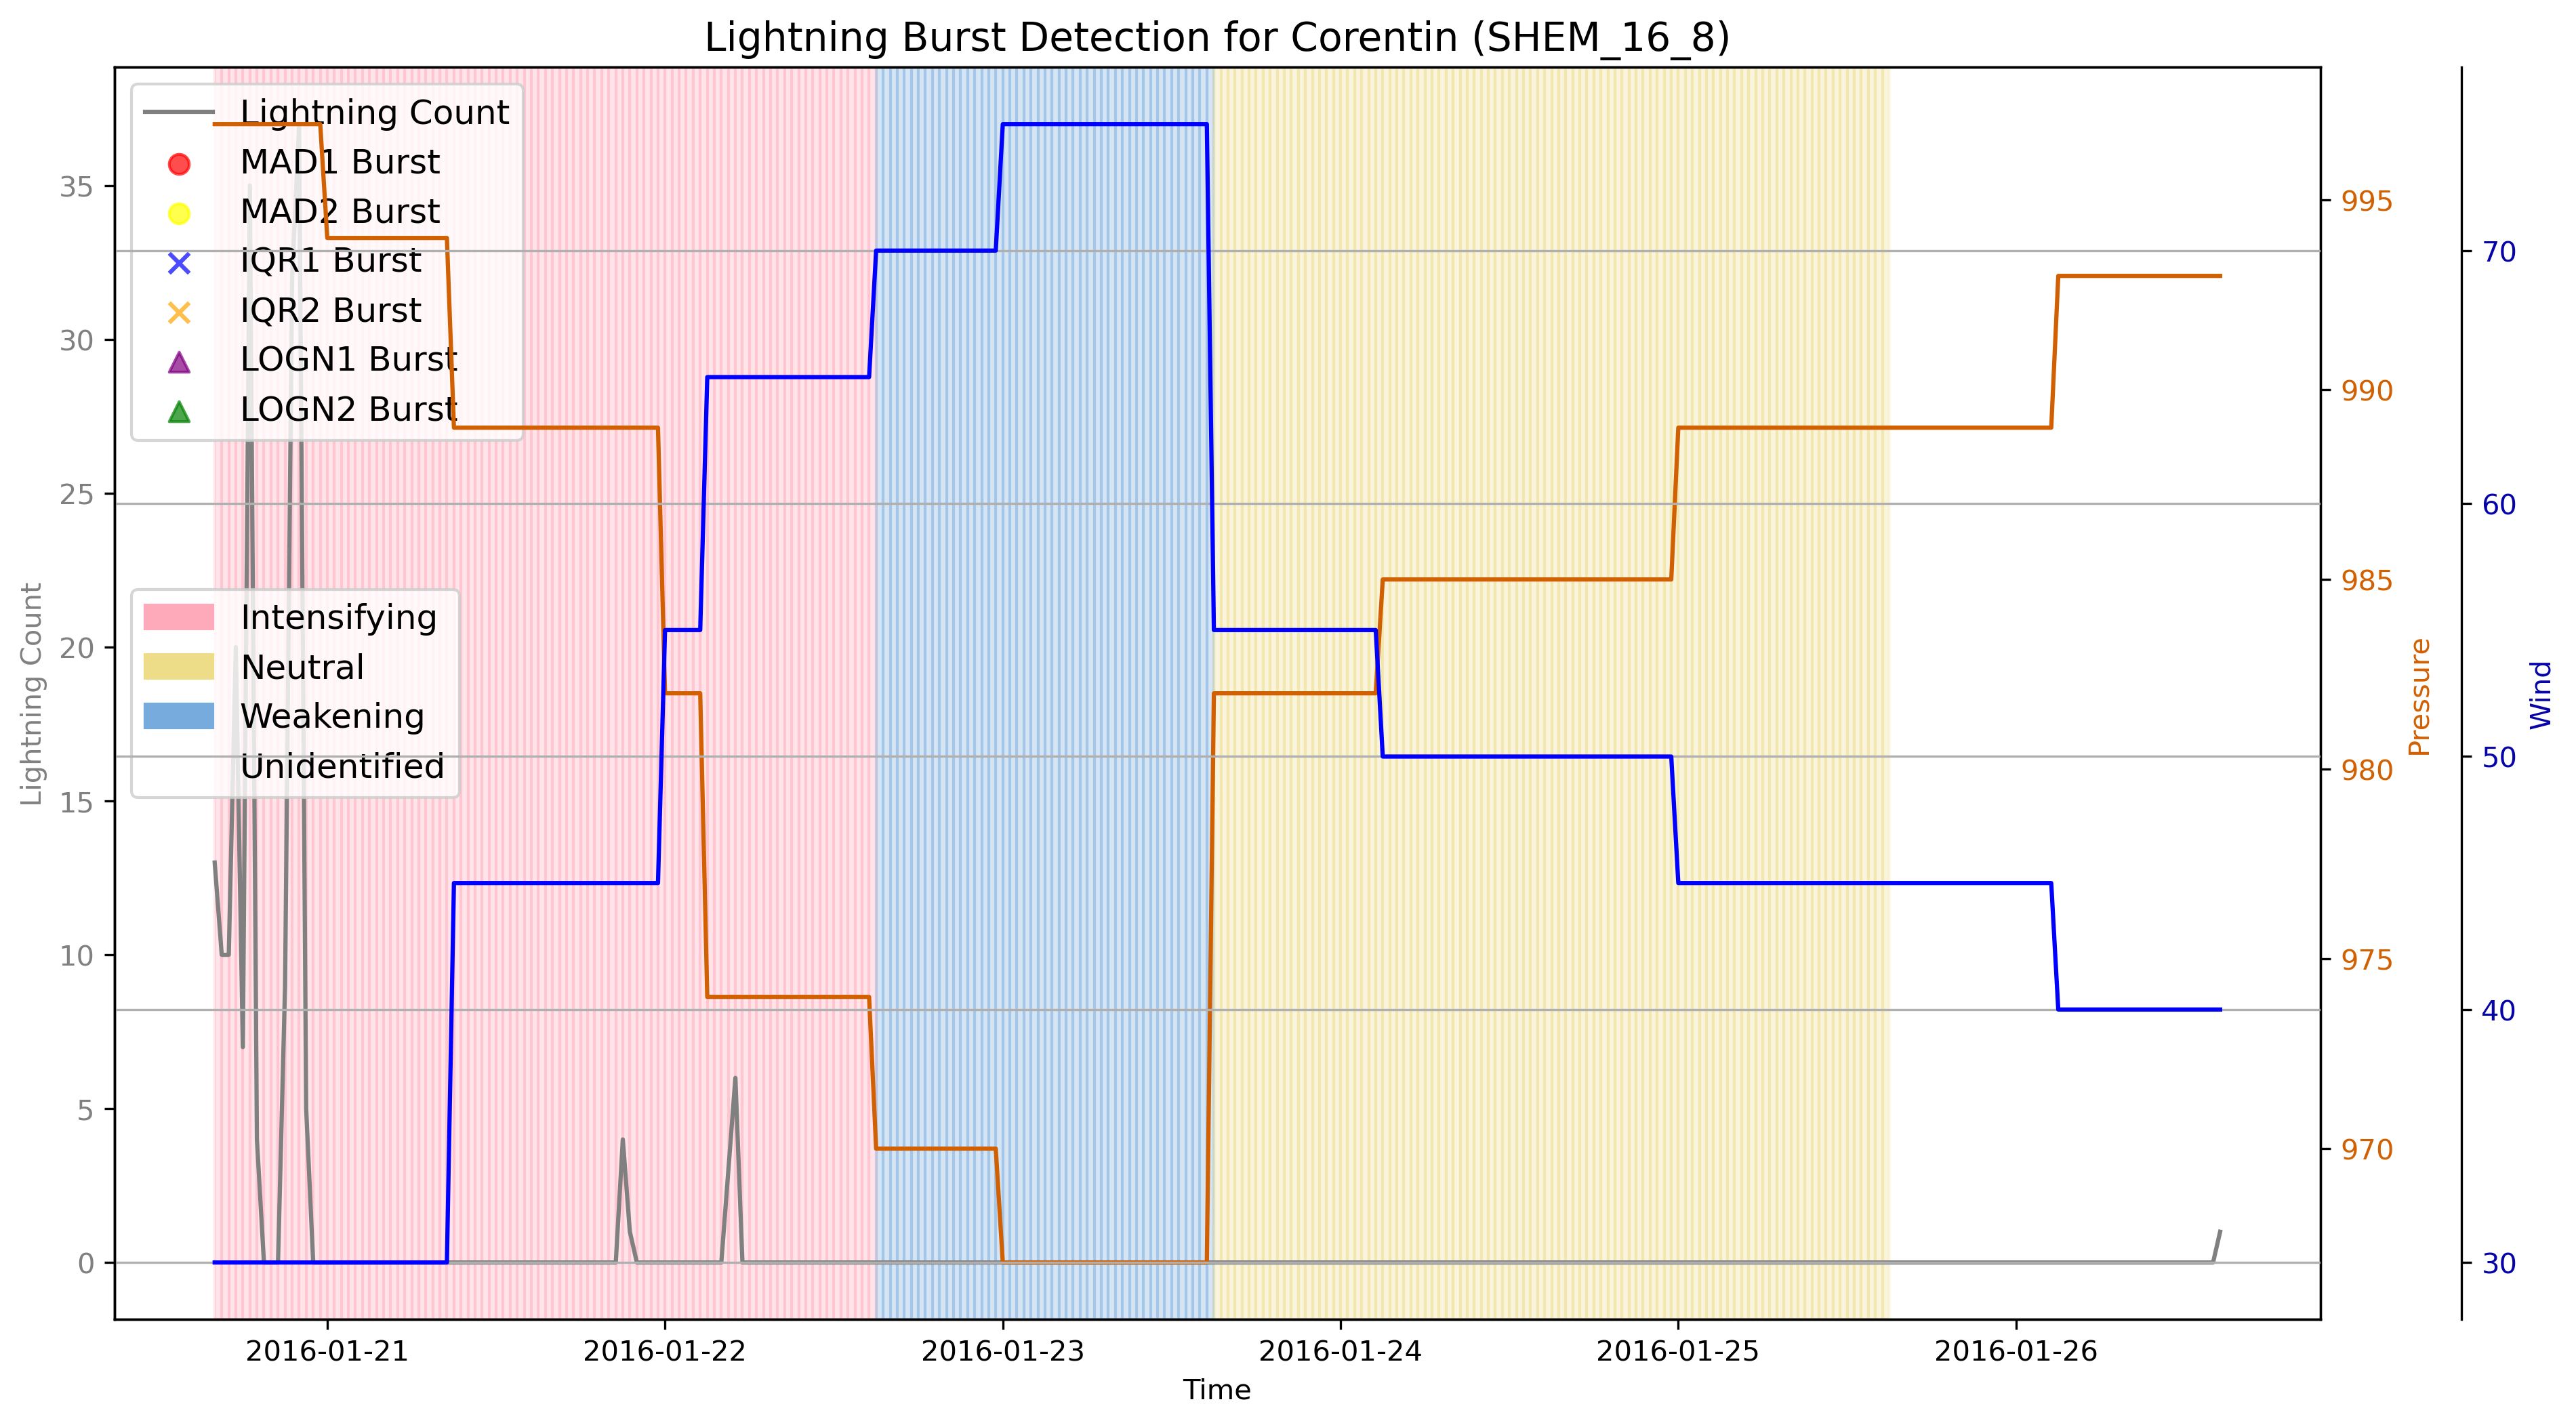 Lightning Burst Detection for Corentin (SHEM_16_8)
Lightning Count
MAD1 Burst
MAD2 Burst
IQR1 Burst
IQR2 Burst
LOGN1 Burst
LOGN2 Burst
Intensifying
Neutral
Weakening
Unidentified
Lightning Count
35
30
25
20
15
10
5
0
995
990
985
980
975
970
Pressure
70
60
50
40
30
Wind
2016-01-21
2016-01-22
2016-01-23
2016-01-24
2016-01-25
2016-01-26
Time